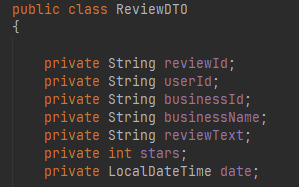 public class ReviewDTO
{
private String reviewId;
private String userId;
private String businessId;
private String businessName;
private String reviewText;
private int stars;
private LocalDateTime date;